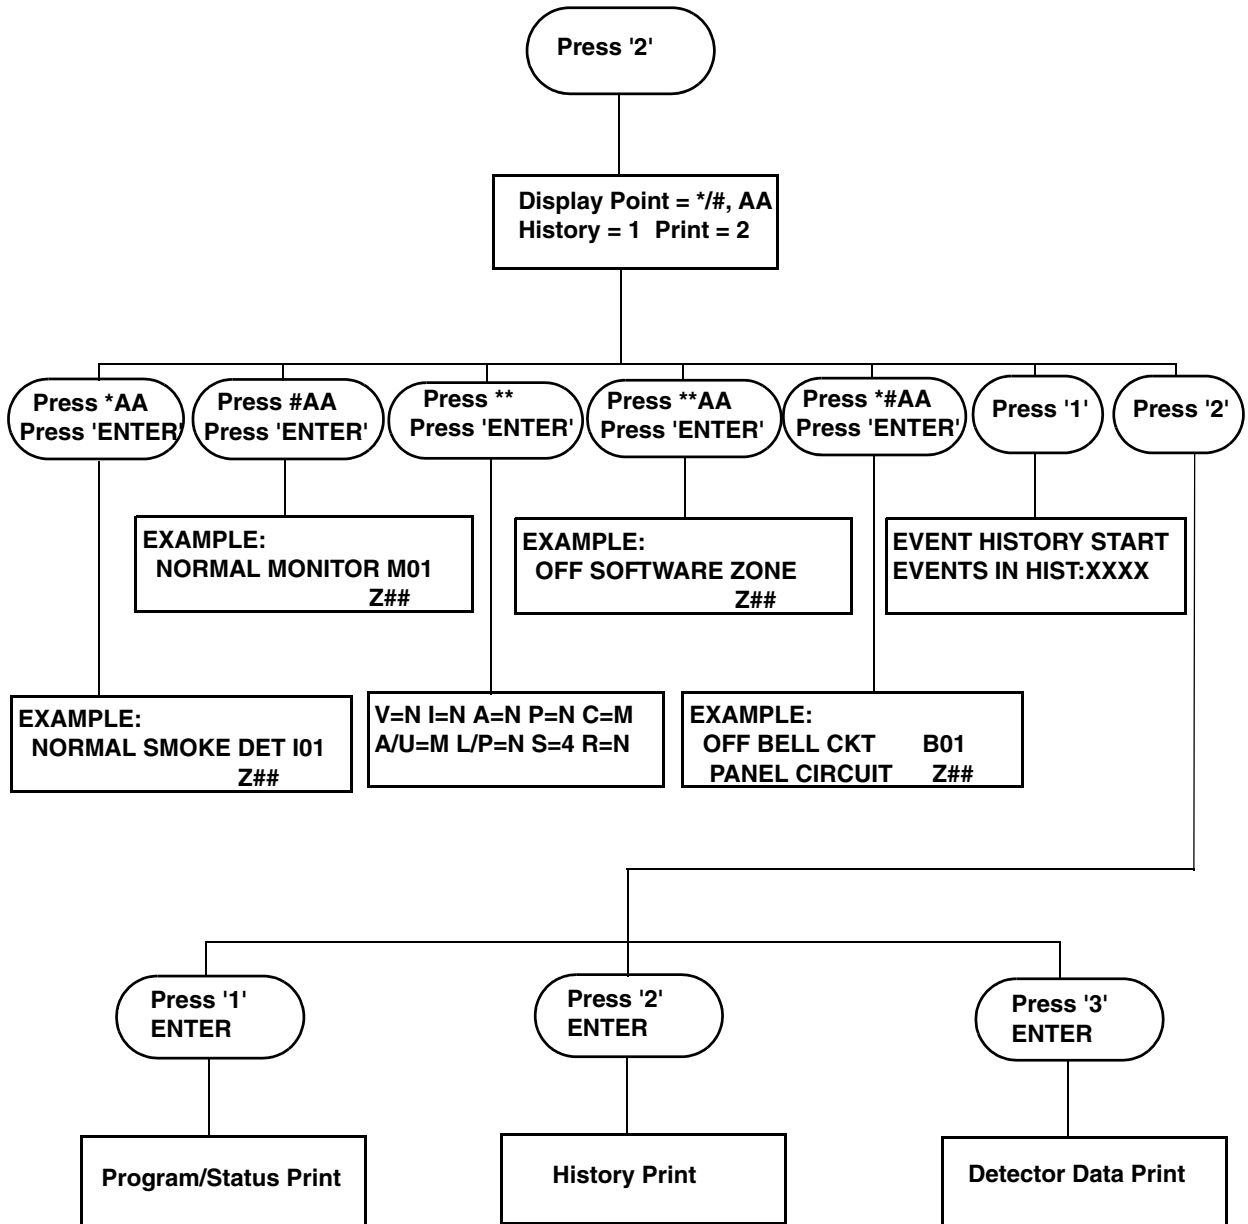 Press '2'
Display Point = */#, AA
History = 1 Print = 2
Press *AA
Press 'ENTER'
Press #AA
Press 'ENTER'
Press **
Press 'ENTER'
Press **AA
Press 'ENTER'
Press *#AA
Press 'ENTER'
Press '1'
Press '2'
EXAMPLE:
NORMAL MONITOR M01
Z##
EXAMPLE:
OFF SOFTWARE ZONE
Z##
EVENT HISTORY START
EVENTS IN HIST:XXXX
EXAMPLE:
NORMAL SMOKE DET I01
Z##
V=N I=N A=N P=N C=M
A/U=M L/P=N S=4 R=N
EXAMPLE:
OFF BELL CKT B01
PANEL CIRCUIT Z##
Press '1'
ENTER
Press '2'
ENTER
Press '3'
ENTER
Program/Status Print
History Print
Detector Data Print